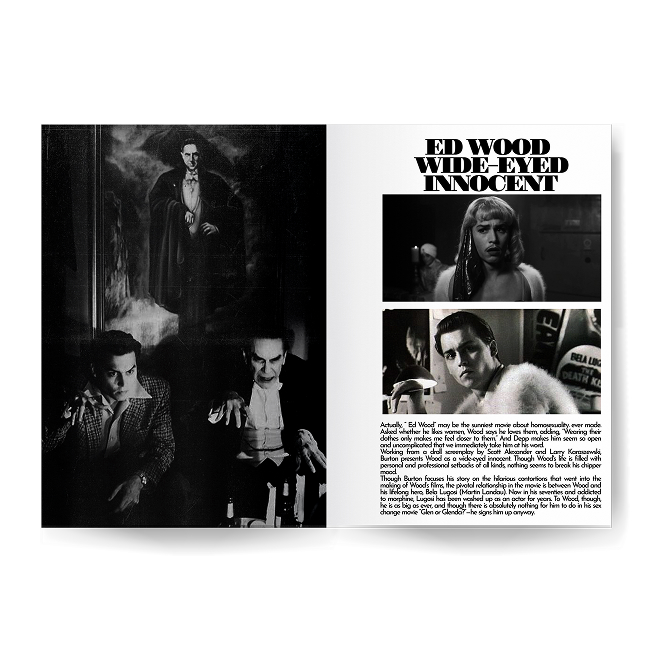 ED WOOD
WIDE-EYED
INNOCENT
BELA LUG
DEATH K
Actually, " Ed Wood" may be the sunniest movie about homosexuality. ever made.
Asked whether he likes women, Wood says he loves them, adding, "Wearing their
clothes only makes me feel closer to them." And Depp makes him seem so open
and uncomplicated that we immediately take him at his word.
Working from a droll screenplay by Scott Alexander and Larry Karaszewski,
Burton presents Wood as a wide-eyed innocent. Though Wood's life is filled with
personal and professional setbacks of all kinds, nothing seems to break his chipper
mood.
Though Burton focuses his story on the hilarious contortions that went into the
making of Wood's films, the pivotal relationship in the movie is between Wood and
his lifelong hero, Bela Lugosi (Martin Landau). Now in his seventies and addicted
to morphine, Lugosi has been washed up as an actor for years. To Wood, though,
he is as big as ever, and though there is absolutely nothing for him to do in his sex
change movie "Glen or Glenda?"—he signs him up anyway.